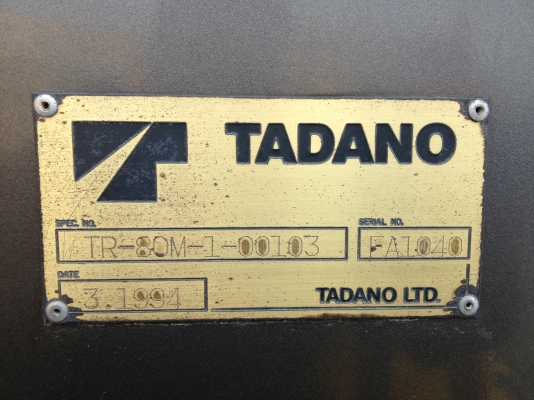 TADANO
SPEC. NO.
TR-80M-1-00103
SERIAL NO.
FA1040
DATE
3.1994
TADANO LTD.